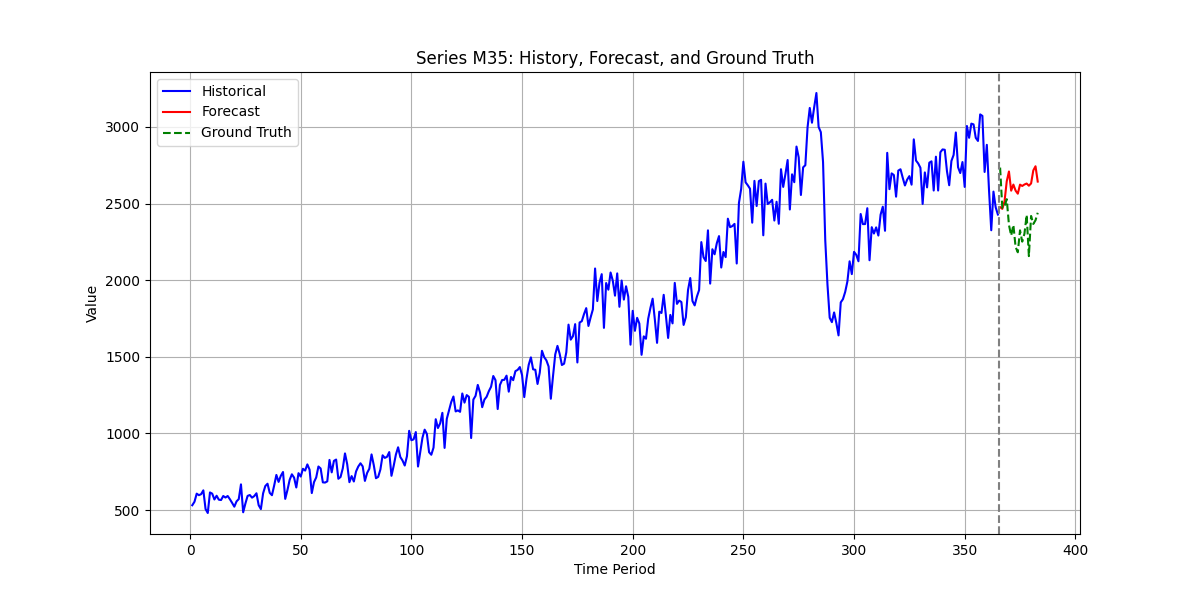 Series M35: History, Forecast, and Ground Truth
Historical
Forecast
Ground Truth
Value
3000
2500
2000
1500
1000
500
0 50 100 150 200 250 300 350 400
Time Period